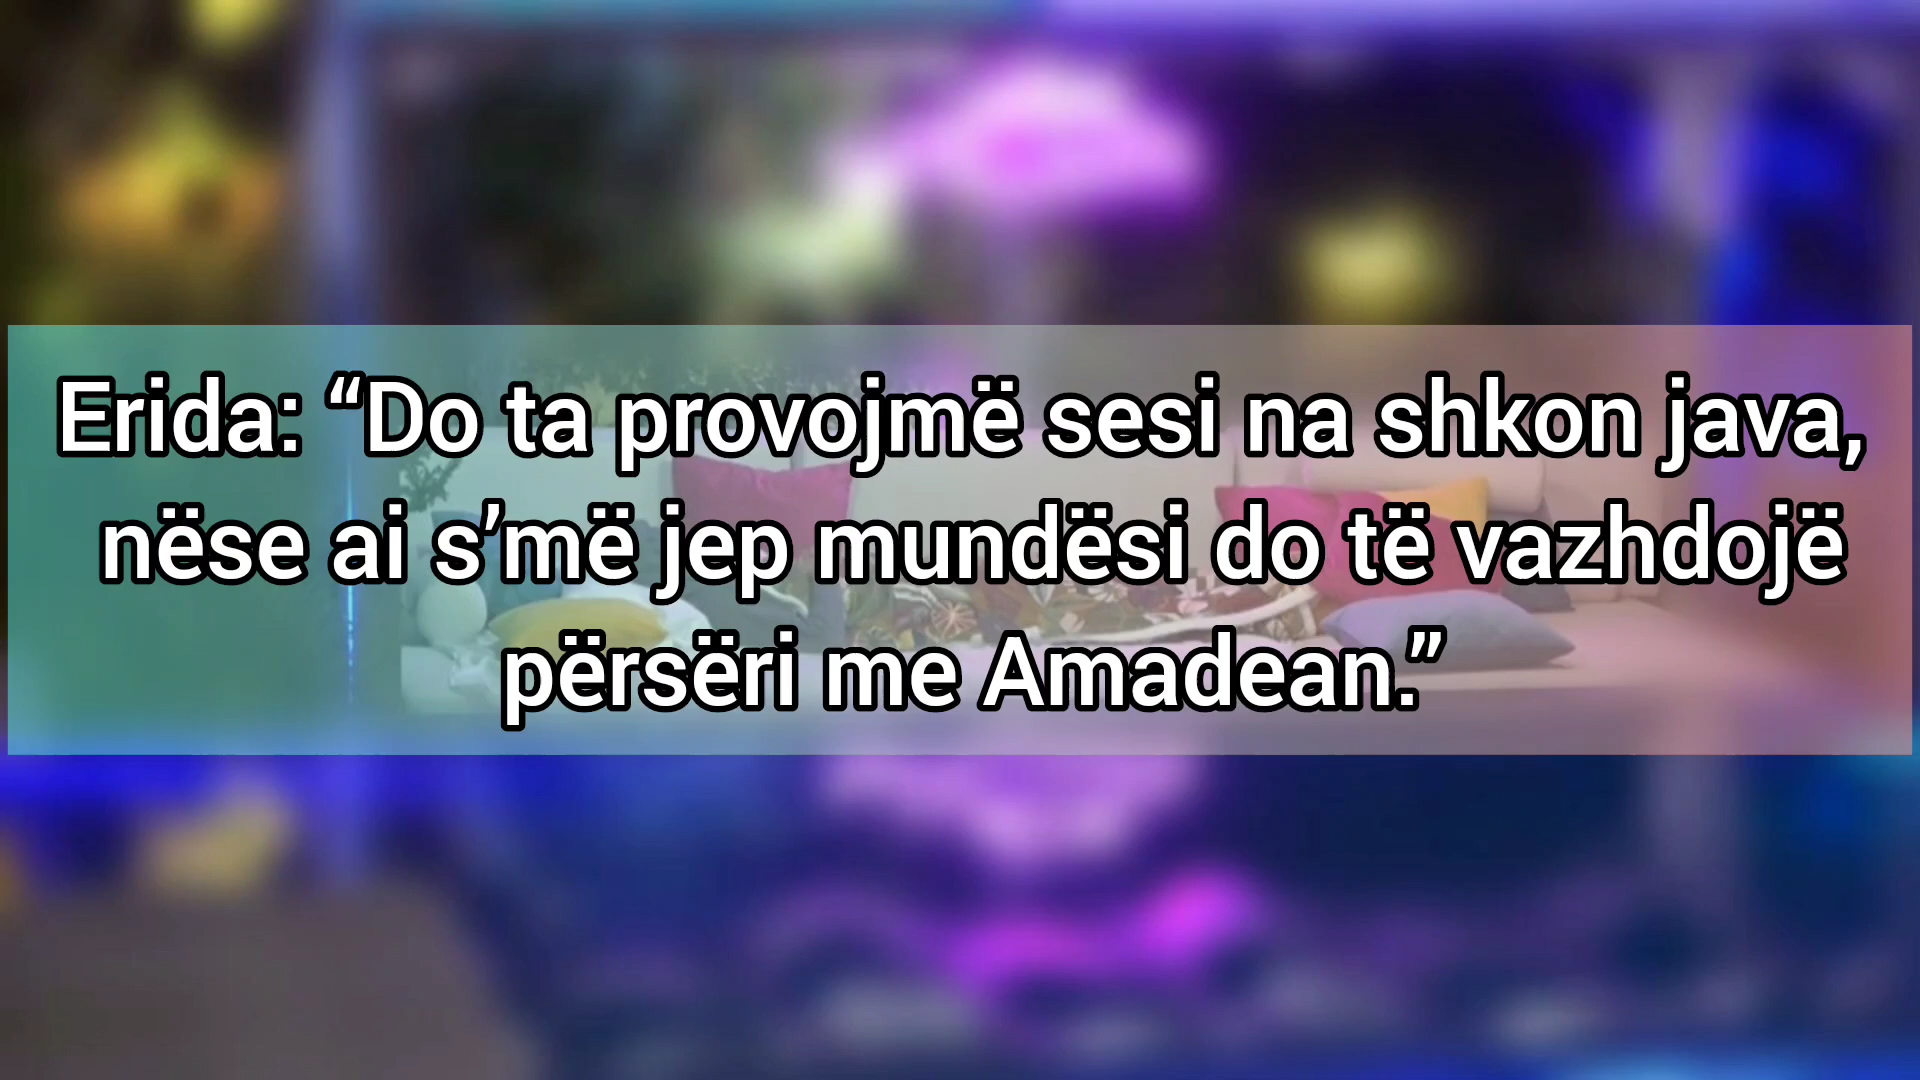 Erida: “Do ta provojmë sesi na shkon java,
nëse ai s’më jep mundësi do të vazhdojë
përsëri me Amadean.”